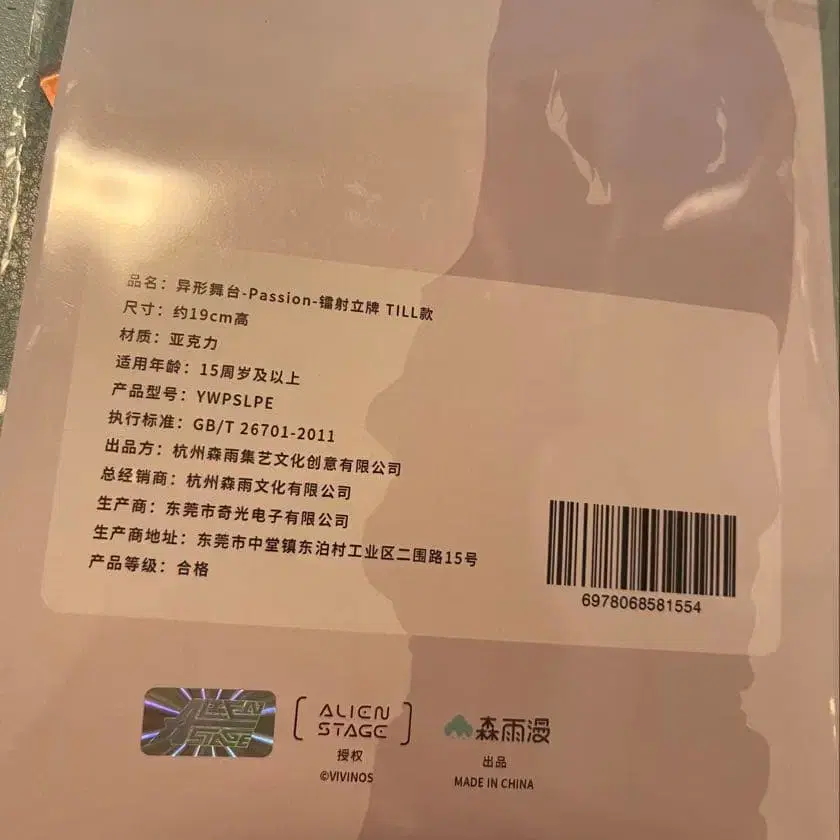 品名：异形舞台-Passion-镭射立牌 TILL款
尺寸：约19cm高
材质：亚克力
适用年龄：15周岁及以上
产品型号：YWPSLPE
执行标准：GB/T 26701-2011
出品方：杭州森雨集艺文化创意有限公司
总经销商：杭州森雨文化有限公司
生产商：东莞市奇光电子有限公司
生产商地址：东莞市中堂镇东泊村工业区二围路15号
产品等级：合格
6978068581554
ALIEN
STAGE
ALIEN
STAGE
授权
©VIVINOS
森雨漫
出品
MADE IN CHINA